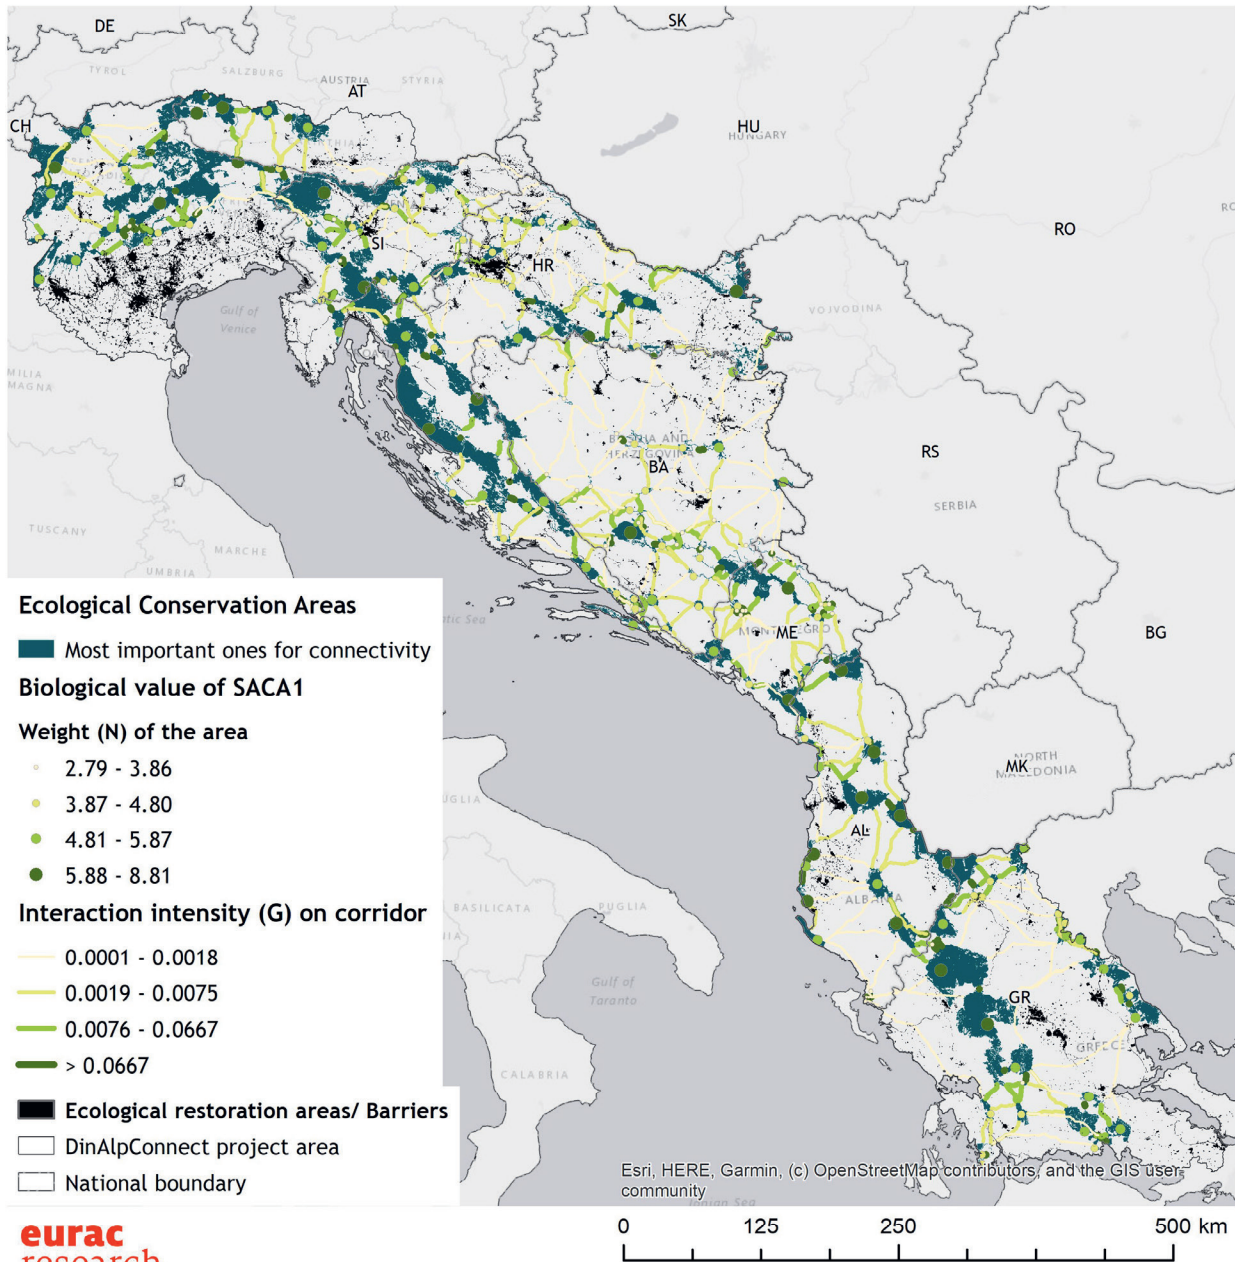 DE
SK
TYROL
SALZBURG
AUSTRIA
STYRIA
AT
CH
HU
HUNGARY
RO
SI
HR
Gulf of
Venice
VOJVODINA
BA
RS
SERBIA
TUSCANY
MARCHE
UMBRIA
ME
BG
NORTH
MK
MACEDONIA
AL
ALBANIA
BASILICATA
PUGLIA
Gulf of
Taranto
GR
GREECE
CALABRIA
Ecological Conservation Areas
Most important ones for connectivity
Biological value of SACA1
Weight (N) of the area
2.79 - 3.86
3.87 - 4.80
4.81 - 5.87
5.88 - 8.81
Interaction intensity (G) on corridor
0.0001 - 0.0018
0.0019 - 0.0075
0.0076 - 0.0667
> 0.0667
Ecological restoration areas/ Barriers
DinAlpConnect project area
National boundary
Esri, HERE, Garmin, (c) OpenStreetMap contributors, and the GIS user
community
eurac
research
0 125 250 500 km